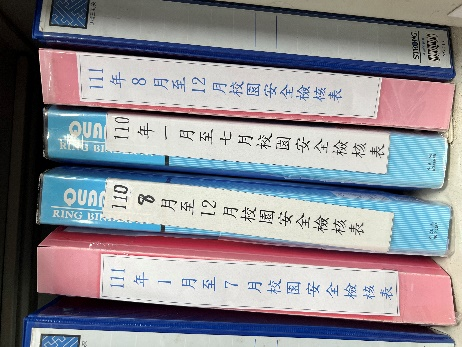 111年8月至12月校園安全檢核表
QUA
RING BI
110年一月至七月校園安全檢核表
QUA
RING BI
110 8月至12月校園安全檢核表
111年1月至7月校園安全檢核表